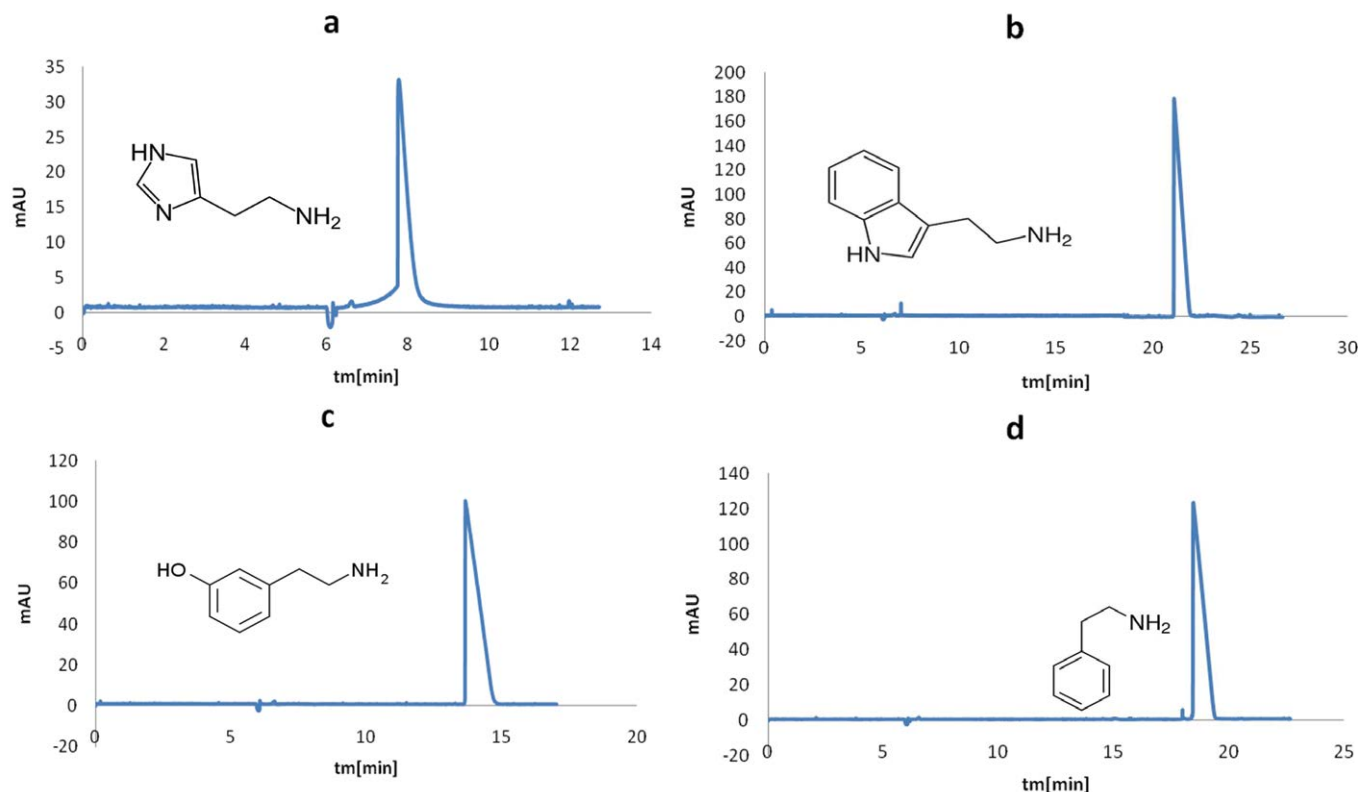 a
35
30
25
20
15
10
5
0
-5
mAU
HN
N
NH2
0 2 4 6 8 10 12 14
tm[min]
b
200
180
160
140
120
100
80
60
40
20
0
-20
mAU
HN
NH2
0 5 10 15 20 25 30
tm[min]
c
120
100
80
60
40
20
0
-20
mAU
HO
NH2
0 5 10 15 20
tm[min]
d
140
120
100
80
60
40
20
0
-20
mAU
NH2
0 5 10 15 20 25
tm[min]